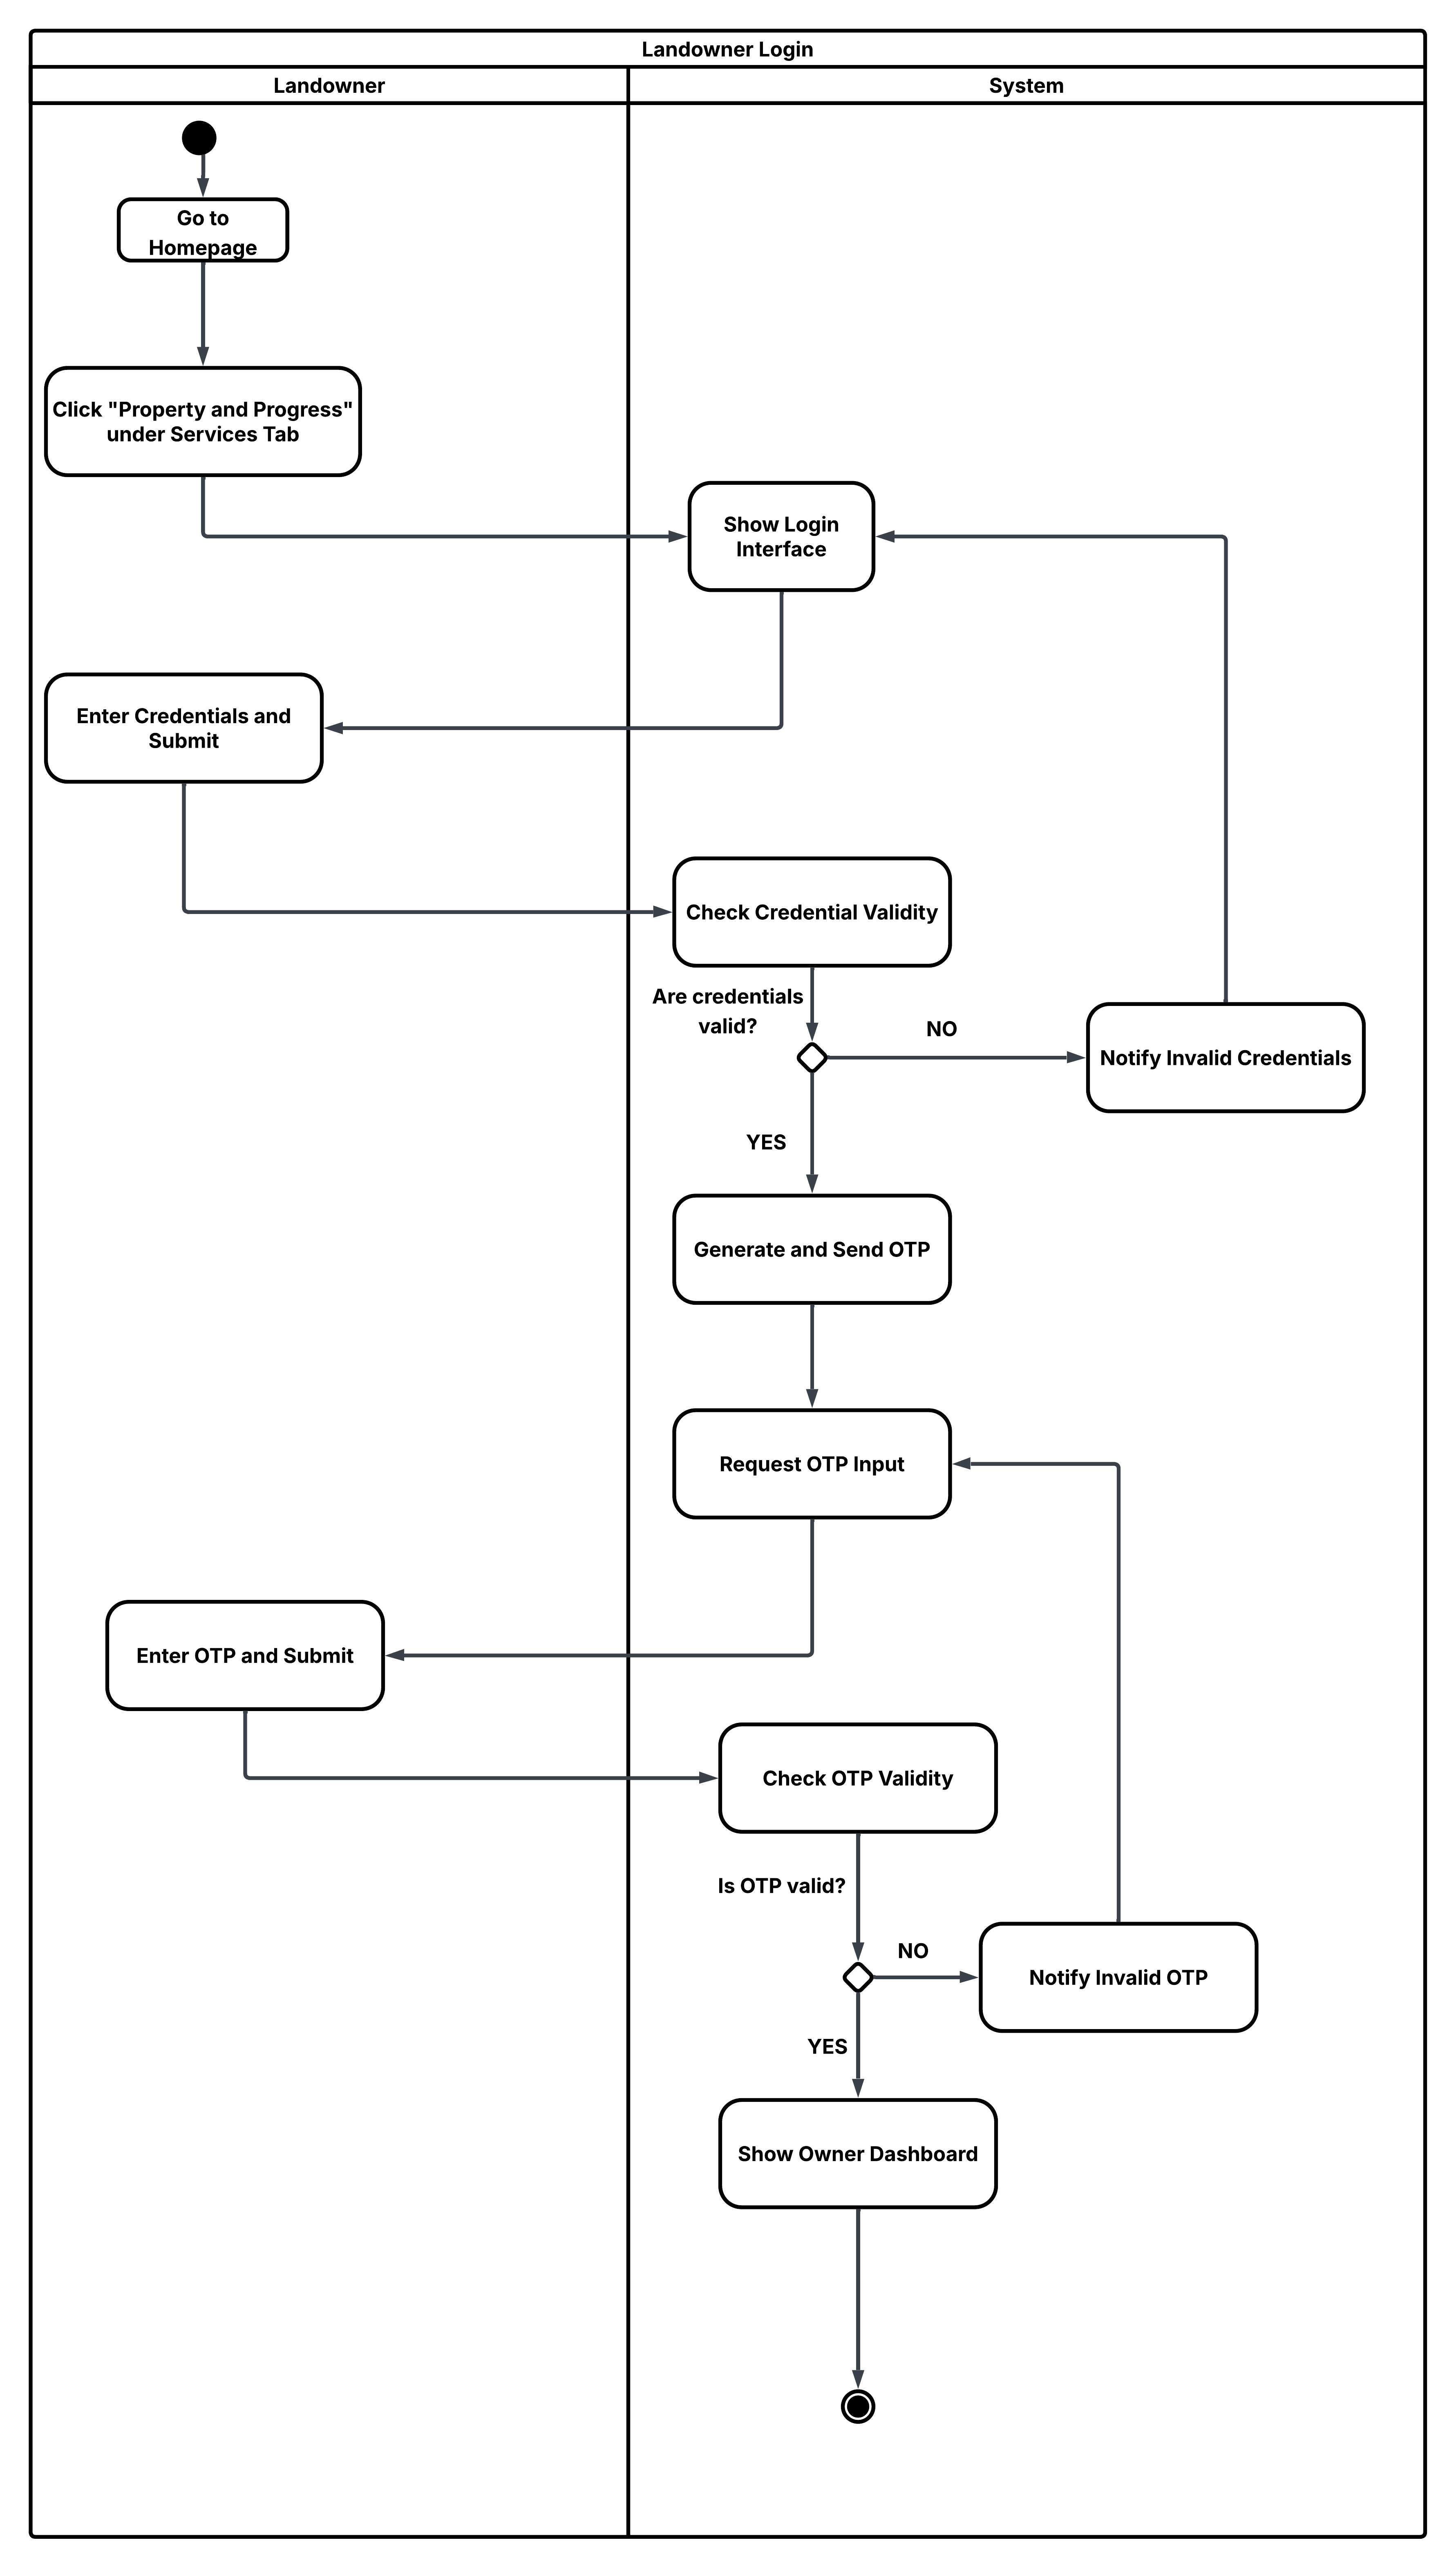 Landowner Login
Landowner
System
Go to
Homepage
Click "Property and Progress"
under Services Tab
Show Login
Interface
Enter Credentials and
Submit
Check Credential Validity
Are credentials
valid?
NO
Notify Invalid Credentials
YES
Generate and Send OTP
Request OTP Input
Enter OTP and Submit
Check OTP Validity
Is OTP valid?
NO
Notify Invalid OTP
YES
Show Owner Dashboard